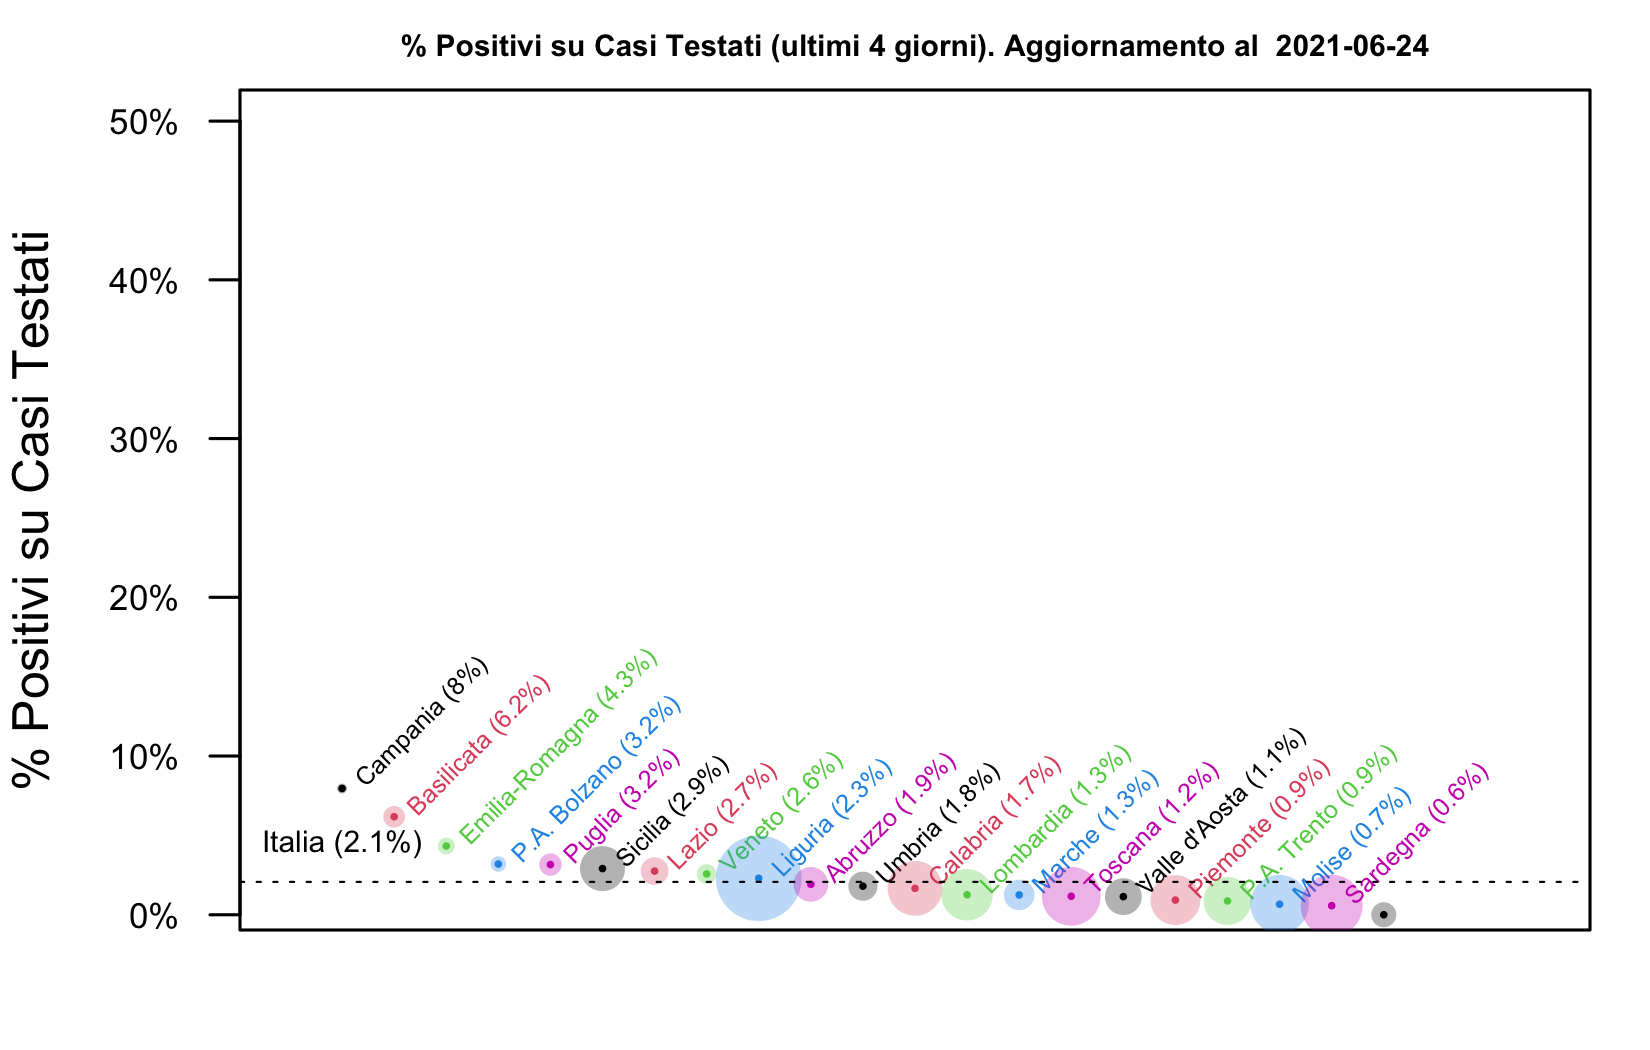 % Positivi su Casi Testati (ultimi 4 giorni). Aggiornamento al  2021-06-24
% Positivi su Casi Testati
50%
40%
30%
20%
10%
0%
Italia (2.1%)
Campania (8%)
Basilicata (6.2%)
Emilia-Romagna (4.3%)
P.A. Bolzano (3.2%)
Puglia (3.2%)
Sicilia (2.9%)
Lazio (2.7%)
Veneto (2.6%)
Liguria (2.3%)
Abruzzo (1.9%)
Umbria (1.8%)
Calabria (1.7%)
Lombardia (1.3%)
Marche (1.3%)
Toscana (1.2%)
Valle d'Aosta (1.1%)
Piemonte (0.9%)
P.A. Trento (0.9%)
Molise (0.7%)
Sardegna (0.6%)